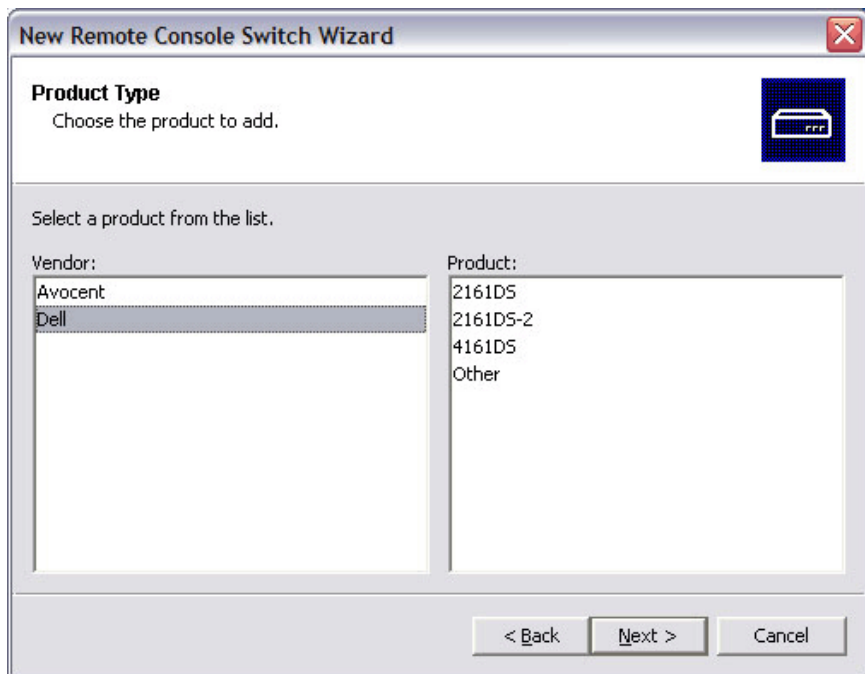 New Remote Console Switch Wizard
Product Type
Choose the product to add.
Select a product from the list.
Vendor:
Avocent
Dell
Product:
2161DS
2161DS-2
4161DS
Other
< Back
Next >
Cancel